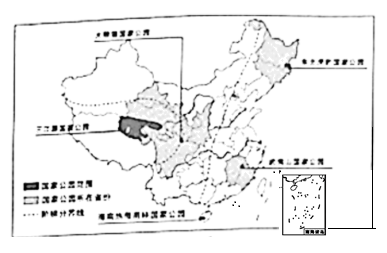 大熊猫国家公园
东北虎豹国家公园
三江源国家公园
武夷山国家公园
国家公园范围
国家公园所在省份
阶梯分界线
海南热带雨林国家公园